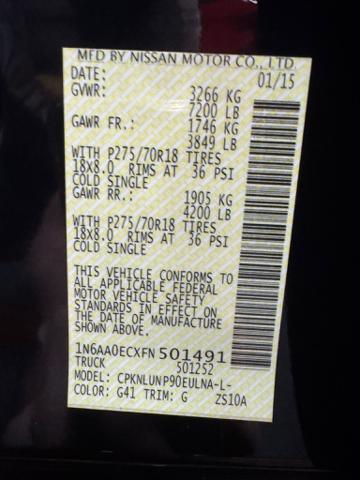 MFD BY NISSAN MOTOR CO., LTD.
DATE: 01/15
GVWR: 3266 KG
7200 LB
GAWR FR.: 1746 KG
3849 LB
WITH P275/70R18 TIRES
18X8.0 RIMS AT 36 PSI
COLD SINGLE
GAWR RR.: 1905 KG
4200 LB
WITH P275/70R18 TIRES
18X8.0 RIMS AT 36 PSI
COLD SINGLE
THIS VEHICLE CONFORMS TO
ALL APPLICABLE FEDERAL
MOTOR VEHICLE SAFETY
STANDARDS IN EFFECT ON
THE DATE OF MANUFACTURE
SHOWN ABOVE.
1N6AA0ECXFN501491
TRUCK 501252
MODEL: CPKNLUNP90EULNA-L-
COLOR: G41 TRIM: G ZS10A